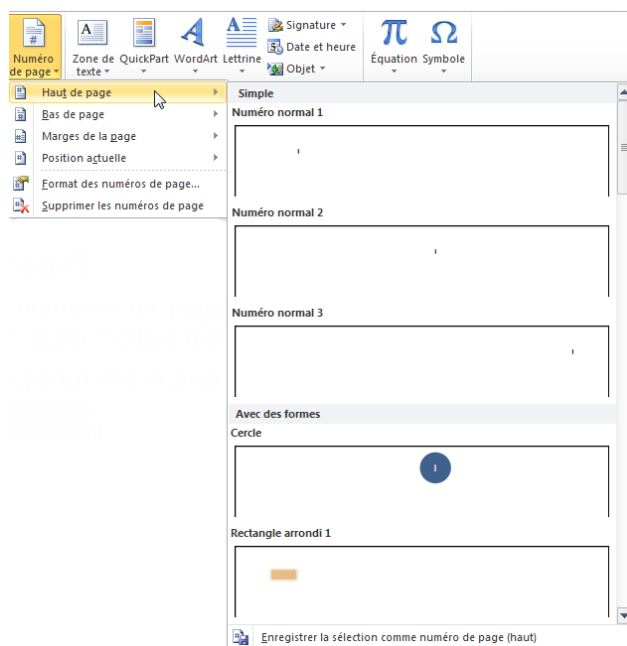 Numéro de page
Zone de texte
QuickPart
WordArt
Lettrine
Signature
Date et heure
Objet
Équation
Symbole
Haut de page
Bas de page
Marges de la page
Position actuelle
Format des numéros de page...
Supprimer les numéros de page
Simple
Numéro normal 1
Numéro normal 2
Numéro normal 3
Avec des formes
Cercle
Rectangle arrondi 1
Enregistrer la sélection comme numéro de page (haut)